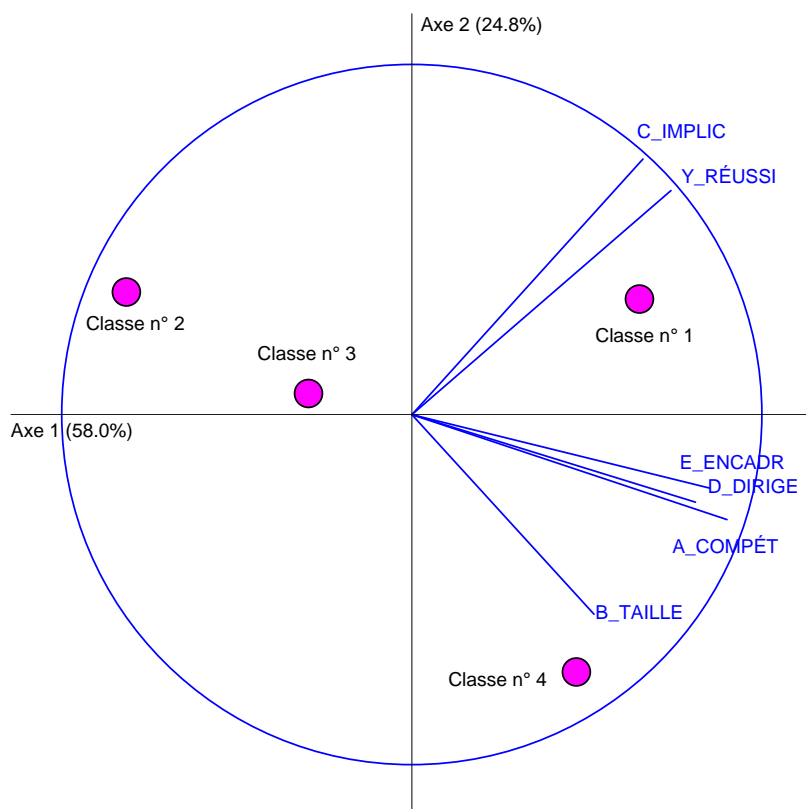 Axe 2 (24.8%)
C_IMPLIC
Y_RÉUSSI
Classe n° 2
Classe n° 1
Classe n° 3
Axe 1 (58.0%)
E_ENCADR
D_DIRIGE
A_COMPÉT
B_TAILLE
Classe n° 4